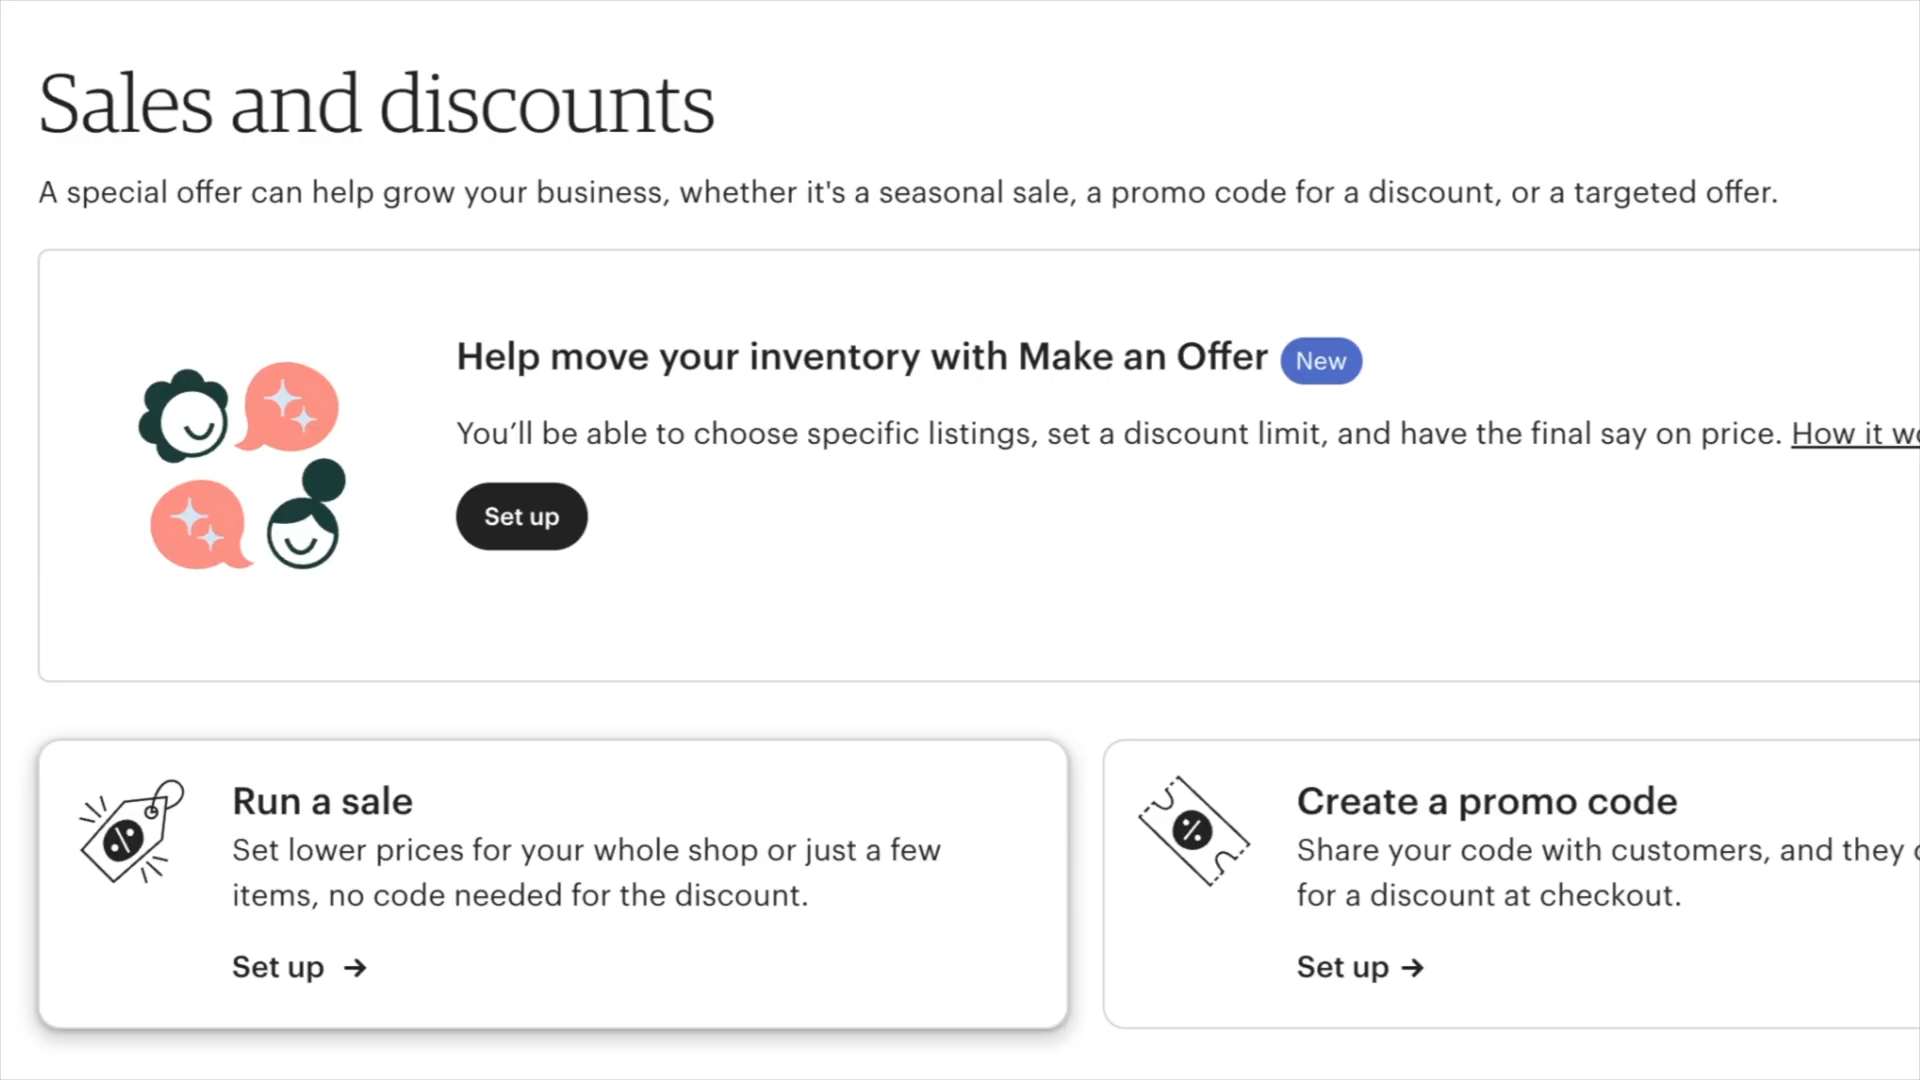 Sales and discounts
A special offer can help grow your business, whether it's a seasonal sale, a promo code for a discount, or a targeted offer.
Help move your inventory with Make an Offer New
You’ll be able to choose specific listings, set a discount limit, and have the final say on price. How it
Set up
Run a sale
Set lower prices for your whole shop or just a few
items, no code needed for the discount.
Set up →
Create a promo code
Share your code with customers, and they
for a discount at checkout.
Set up →